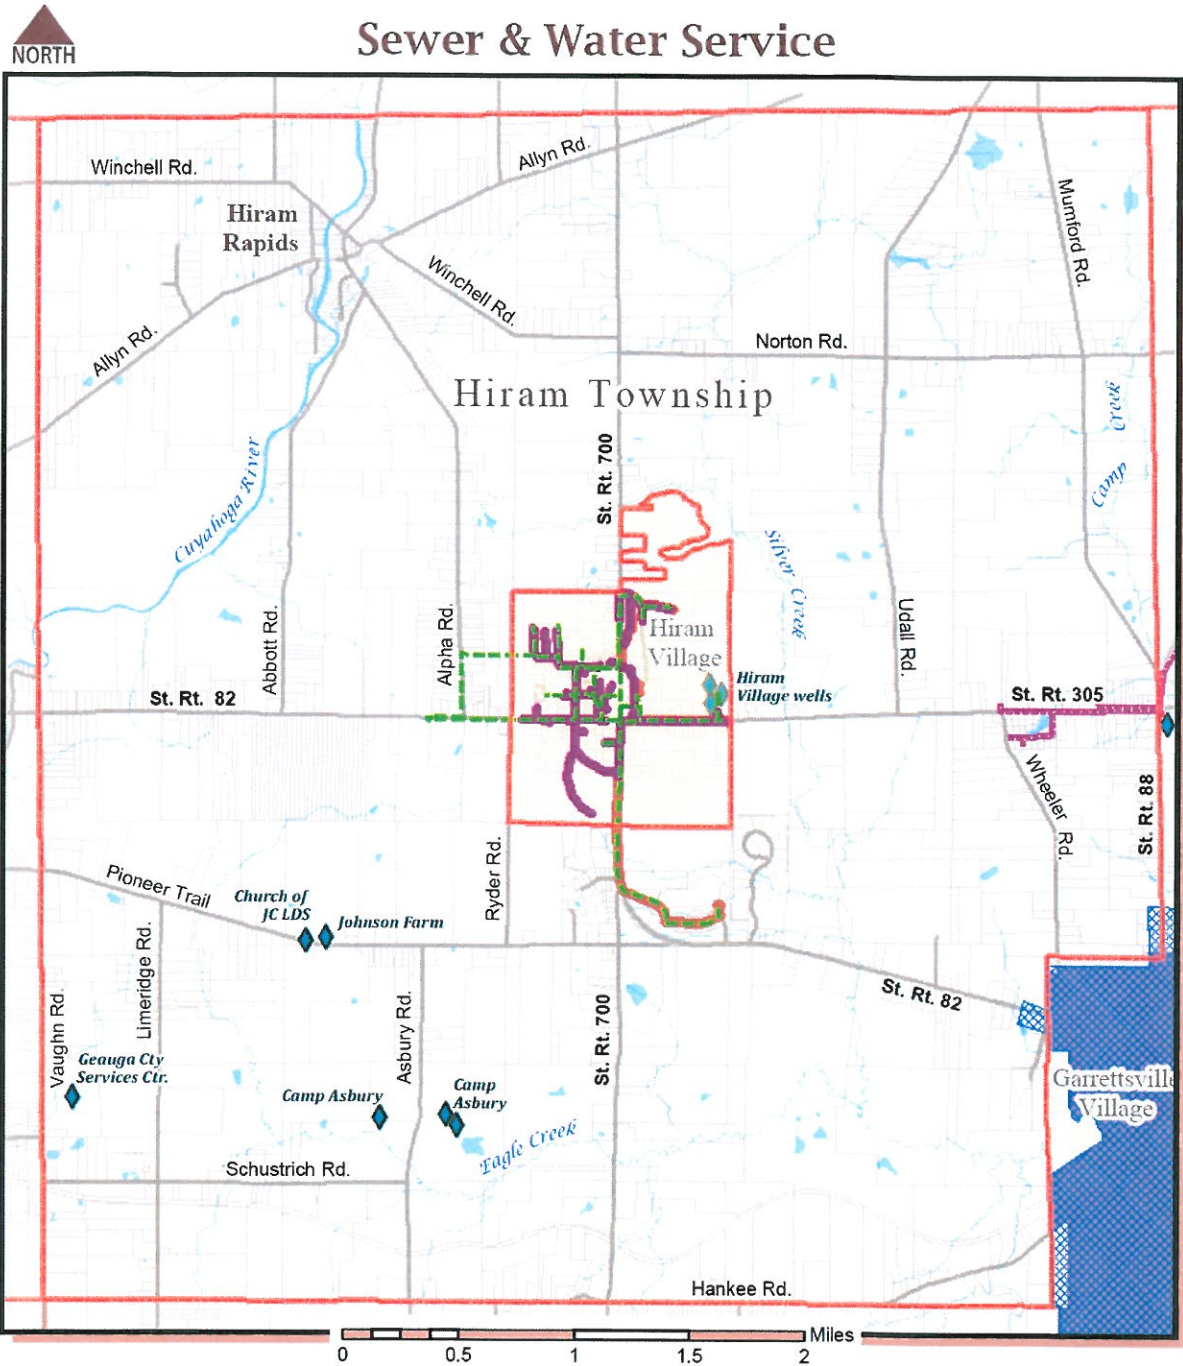 Sewer & Water Service
NORTH
Winchell Rd.
Allyn Rd.
Mumford Rd.
Hiram
Rapids
Winchell Rd.
Allyn Rd.
Norton Rd.
Hiram Township
Creek
Camp
St. Rt. 700
Cuyahoga River
Silver Creek
Abbott Rd.
Alpha Rd.
Udall Rd.
Hiram
Village
Hiram
Village wells
St. Rt. 82
St. Rt. 305
Wheeler Rd.
St. Rt. 88
Pioneer Trail
Ryder Rd.
Church of
JC LDS
Johnson Farm
Limeridge Rd.
St. Rt. 82
Vaughn Rd.
Asbury Rd.
St. Rt. 700
Geauga Cty
Services Ctr.
Camp Asbury
Camp
Asbury
Garrettsville
Village
Eagle Creek
Schustrich Rd.
Hankee Rd.
Miles
0 0.5 1 1.5 2